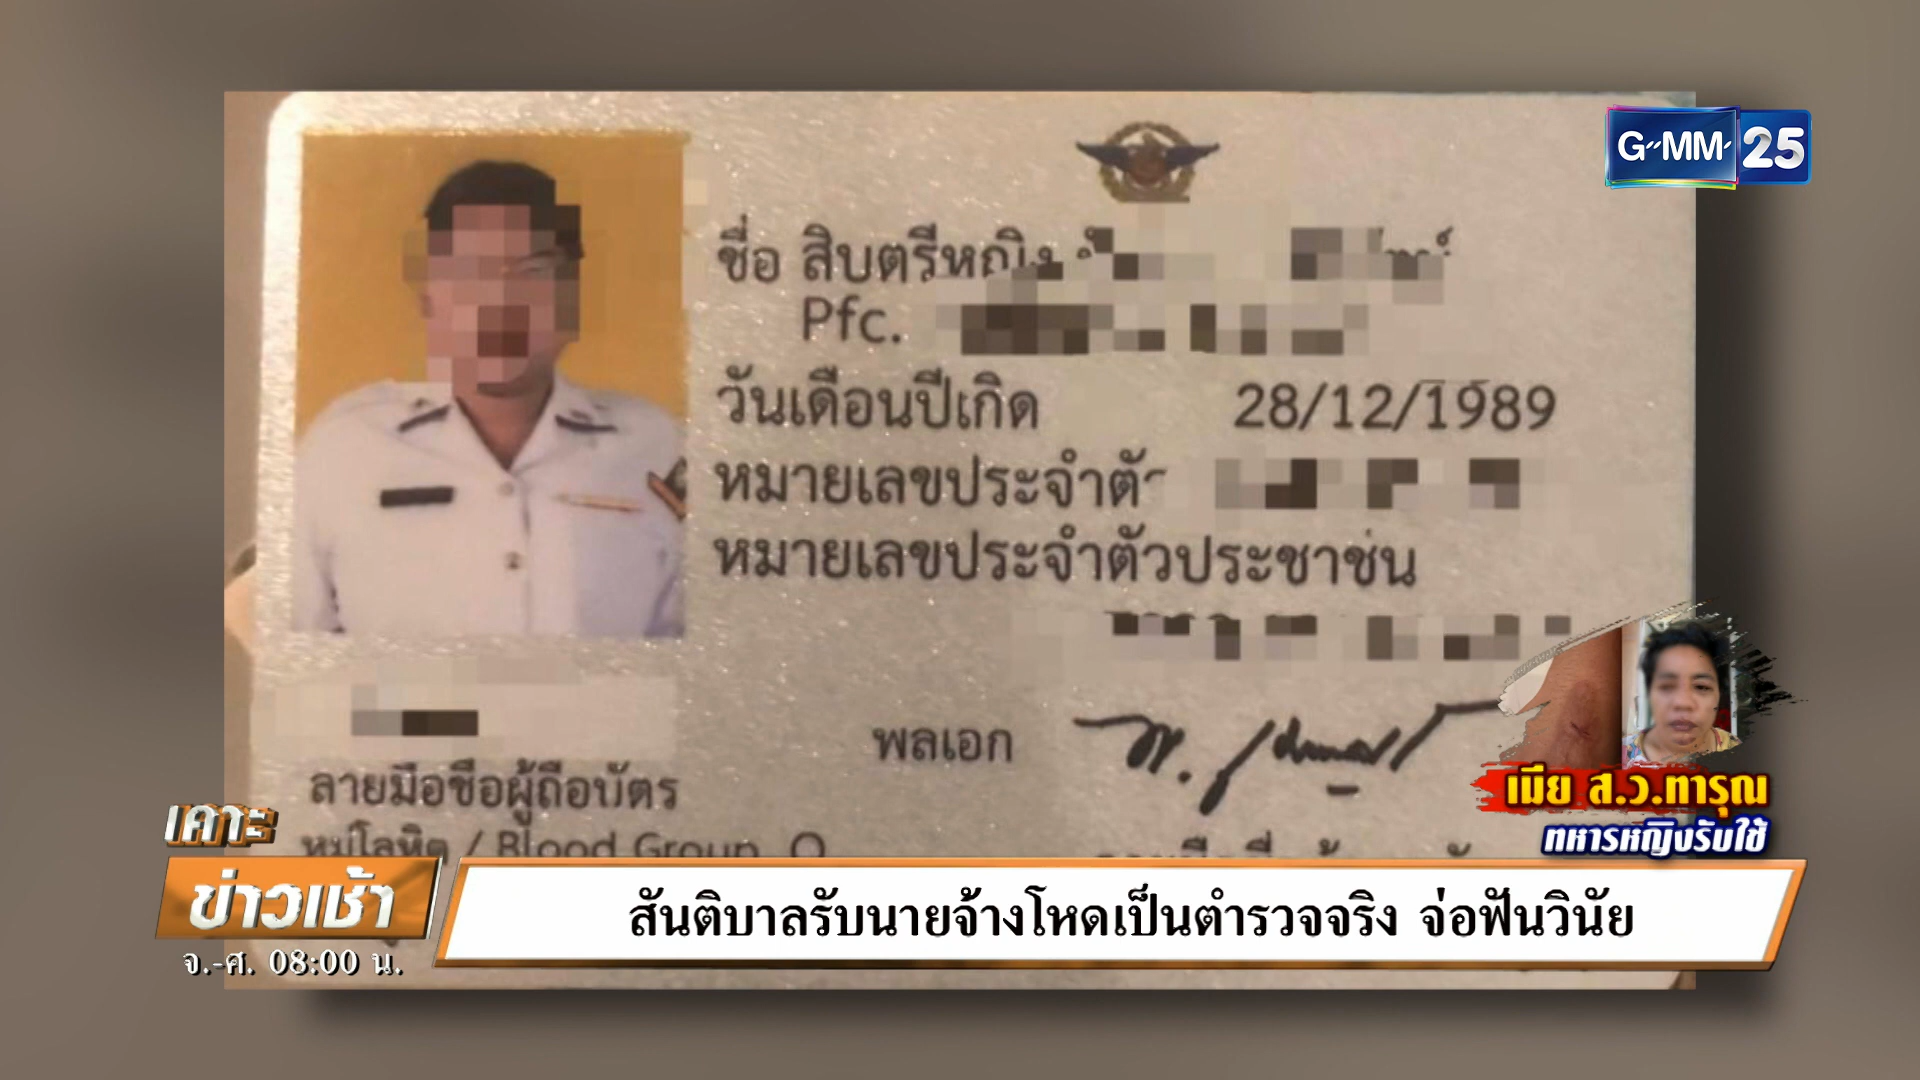 G-MM- 25
ชื่อ สิบตรีหญิง
Pfc.
วันเดือนปีเกิด 28/12/1989
หมายเลขประจำตัว
หมายเลขประจำตัวประชาชน
พลเอก
ลายมือชื่อผู้ถือบัตร
หมู่โลหิต / Blood Group O
เมีย ส.ว.ทารุณ
ทหารหญิงรับใช้
เคาะ
ข่าวเช้า
จ.-ศ. 08:00 น.
สันติบาลรับนายจ้างโหดเป็นตำรวจจริง จ่อฟันวินัย